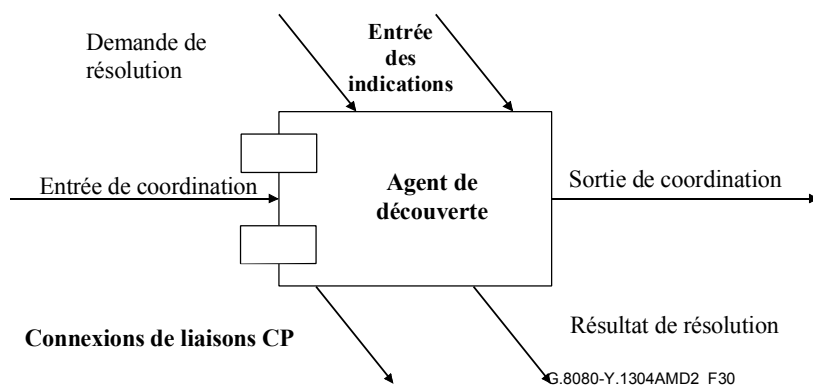 Demande de
résolution
Entrée
des
indications
Entrée de coordination
Agent de
découverte
Sortie de coordination
Connexions de liaisons CP
Résultat de résolution
G.8080-Y.1304AMD2_F30